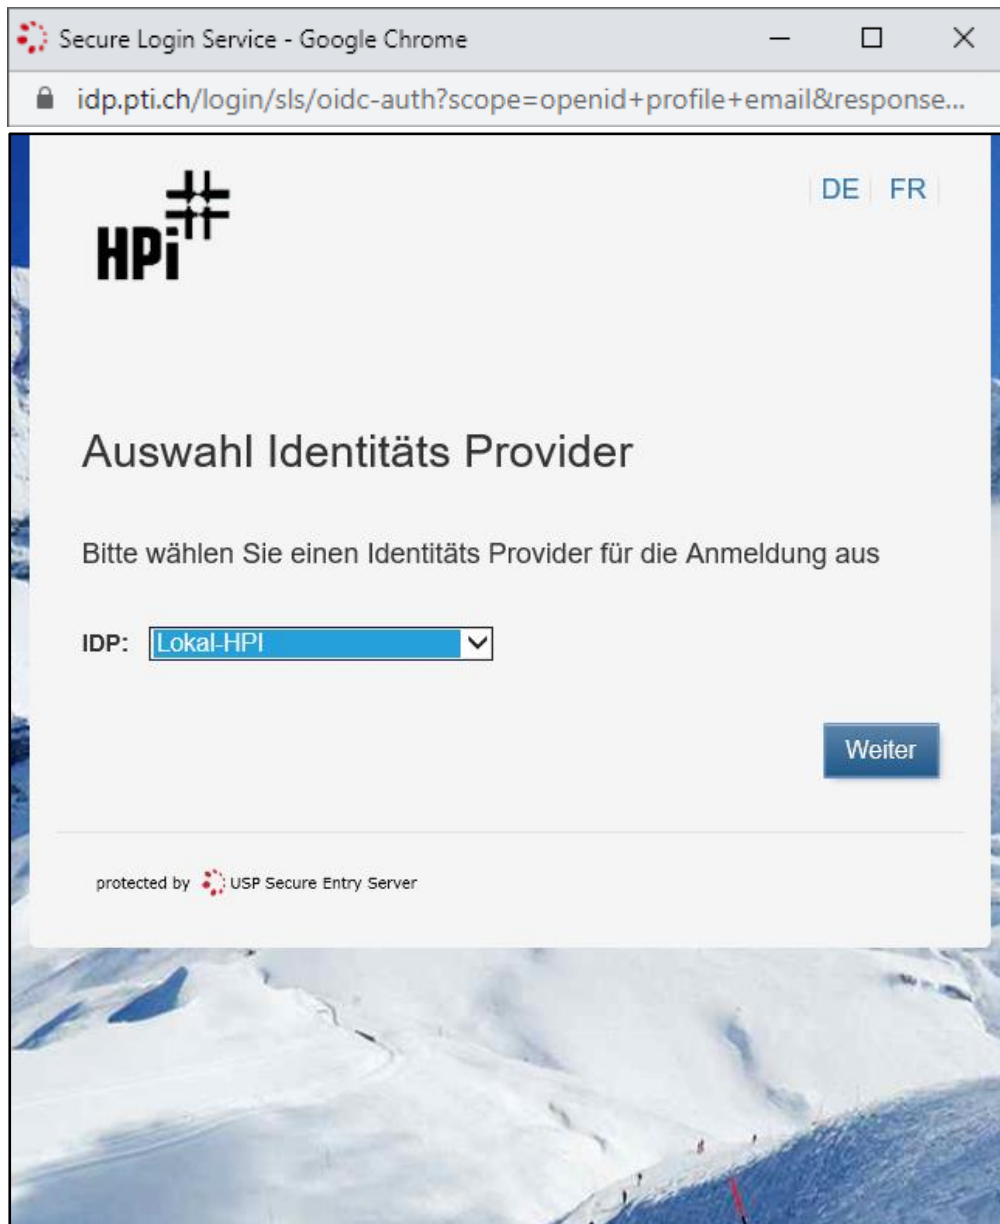 Secure Login Service - Google Chrome
idp.pti.ch/login/sls/oidc-auth?scope=openid+profile+email&response...
HPi
DE FR
Auswahl Identitäts Provider
Bitte wählen Sie einen Identitäts Provider für die Anmeldung aus
IDP: Lokal-HPI
Weiter
protected by USP Secure Entry Server